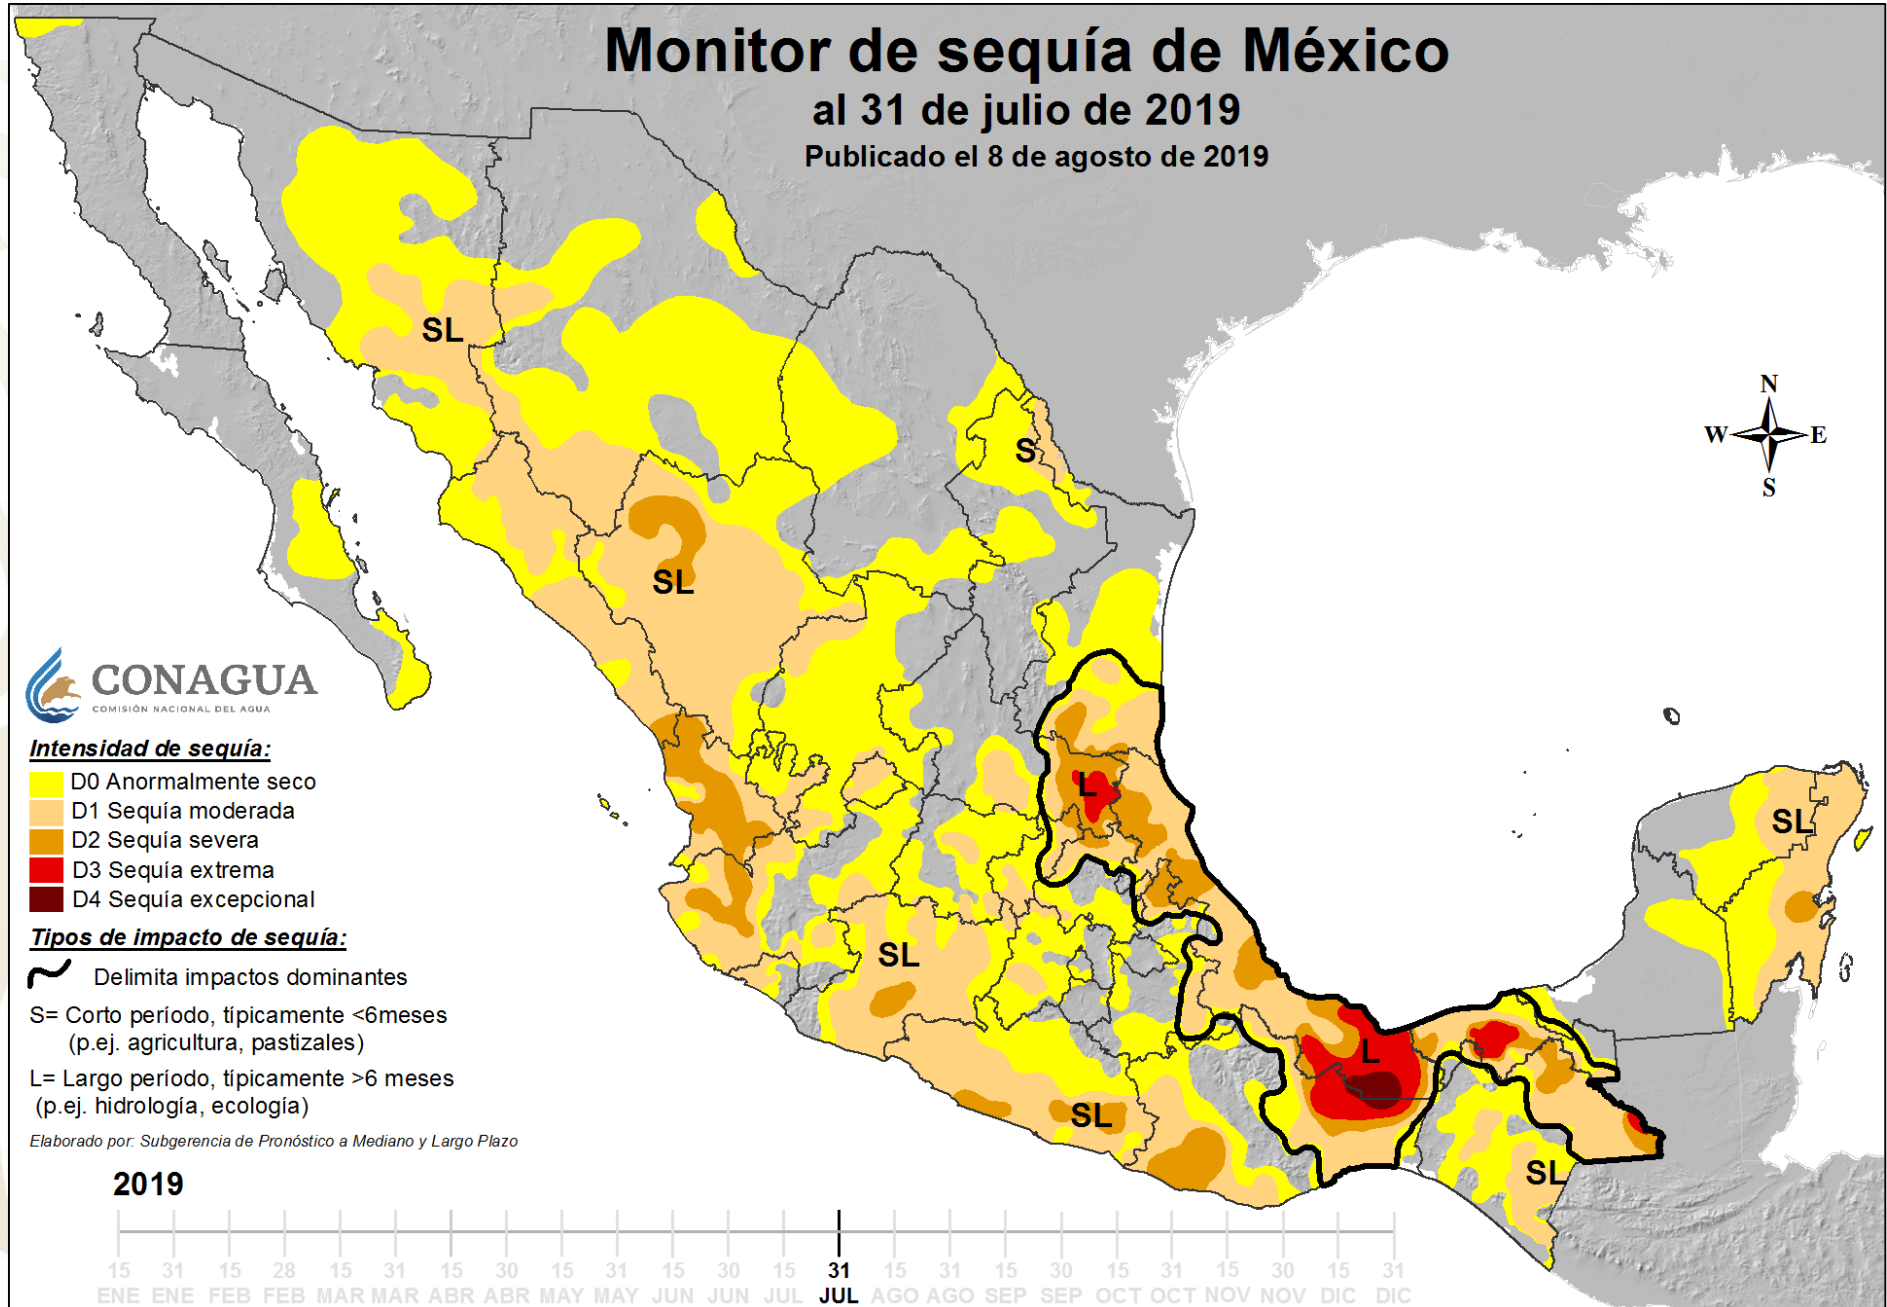 Monitor de sequía de México
al 31 de julio de 2019
Publicado el 8 de agosto de 2019
N
W E
S
SL
S
SL
L
SL
SL
L
SL
SL
CONAGUA
COMISIÓN NACIONAL DEL AGUA
Intensidad de sequía:
D0 Anormalmente seco
D1 Sequía moderada
D2 Sequía severa
D3 Sequía extrema
D4 Sequía excepcional
Tipos de impacto de sequía:
Delimita impactos dominantes
S= Corto período, típicamente <6meses
(p.ej. agricultura, pastizales)
L= Largo período, típicamente >6 meses
(p.ej. hidrología, ecología)
Elaborado por: Subgerencia de Pronóstico a Mediano y Largo Plazo
2019
15 31 15 28 15 31 15 30 15 31 15 30 15 31 15 31 15 30 15 31 15 30 15 31
ENE ENE FEB FEB MAR MAR ABR ABR MAY MAY JUN JUN JUL JUL AGO AGO SEP SEP OCT OCT NOV NOV DIC DIC